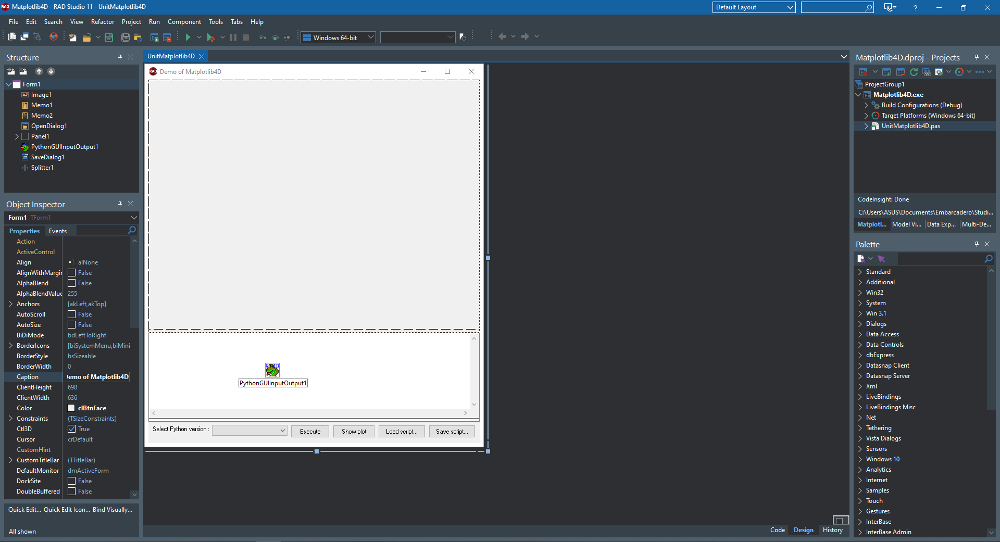 Matplotlib4D - RAD Studio 11 - UnitMatplotlib4D
Default Layout
File Edit Search View Refactor Project Run Component Tools Tabs Help
Windows 64-bit
Structure
Form1
Image1
Memo1
Memo2
OpenDialog1
Panel1
PythonGUIInputOutput1
SaveDialog1
Splitter1
Object Inspector
Form1 TForm1
Properties Events
Action
ActiveControl
Align alNone
AlignWithMargin False
AlphaBlend False
AlphaBlendValue 255
Anchors [akLeft,akTop]
AutoScroll False
AutoSize False
BiDiMode bdLeftToRight
BorderIcons [biSystemMenu,biMini
BorderStyle bsSizeable
BorderWidth 0
Caption Demo of Matplotlib4D
ClientHeight 698
ClientWidth 636
Color clBtnFace
Constraints (TSizeConstraints)
Ctl3D True
Cursor crDefault
CustomHint
CustomTitleBar (TTitleBar)
DefaultMonitor dmActiveForm
DockSite False
DoubleBuffered False
Quick Edit... Quick Edit Icon... Bind Visually...
All shown
UnitMatplotlib4D
RAD Demo of Matplotlib4D
PythonGUIInputOutput1
Select Python version :
Execute
Show plot
Load script...
Save script...
Code Design History
Matplotlib4D.dproj - Projects
ProjectGroup1
Matplotlib4D.exe
Build Configurations (Debug)
Target Platforms (Windows 64-bit)
UnitMatplotlib4D.pas
CodeInsight: Done
C:\Users\ASUS\Documents\Embarcadero\Studi...
Matplotl... Model Vi... Data Exp... Multi-De...
Palette
Standard
Additional
Win32
System
Win 3.1
Dialogs
Data Access
Data Controls
dbExpress
Datasnap Client
Datasnap Server
Xml
LiveBindings
LiveBindings Misc
Net
Tethering
Vista Dialogs
Sensors
Windows 10
Analytics
Internet
Samples
Touch
Gestures
InterBase
InterBase Admin